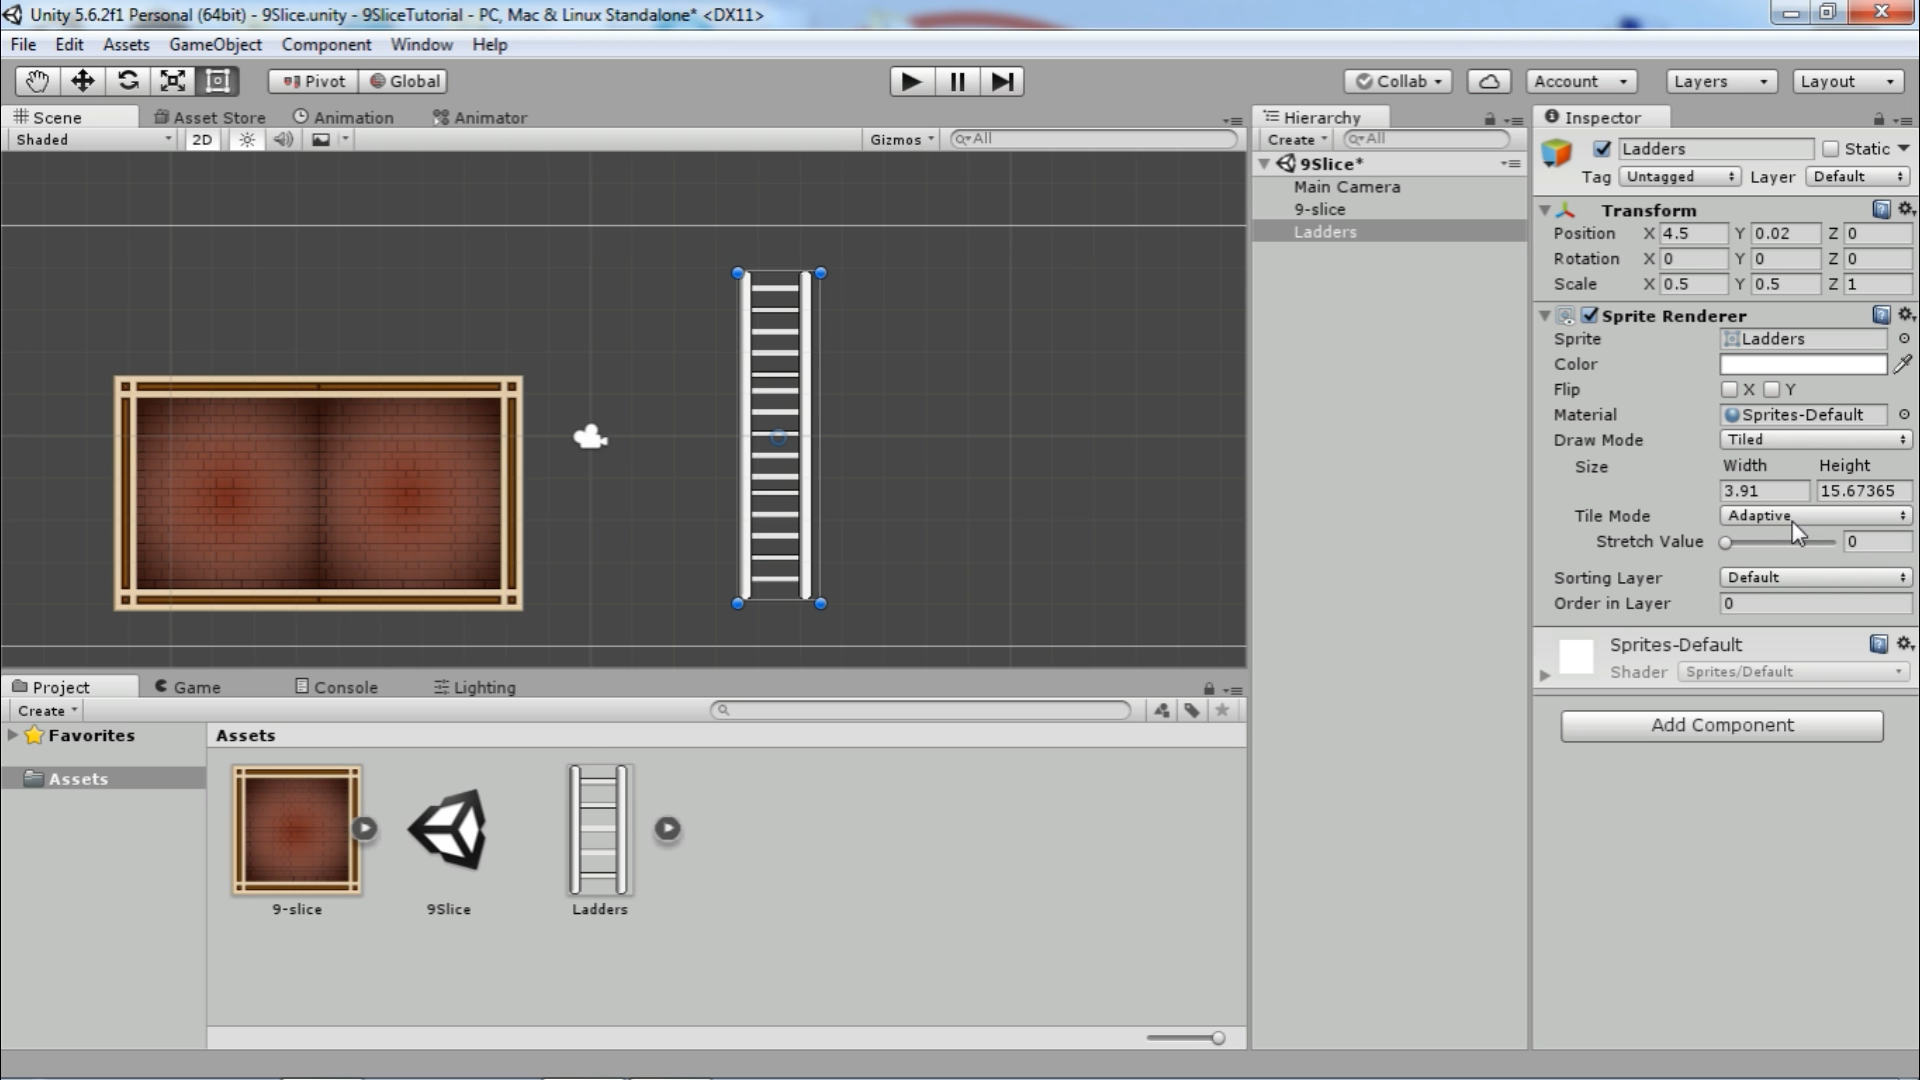 Unity 5.6.2f1 Personal (64bit) - 9Slice.unity - 9SliceTutorial - PC, Mac & Linux Standalone* <DX11>
File Edit Assets GameObject Component Window Help
Pivot Global Collab Account Layers Layout
Scene Asset Store Animation Animator
Shaded 2D Gizmos All
Hierarchy
Create All
9Slice*
Main Camera
9-slice
Ladders
Inspector
Ladders Static
Tag Untagged Layer Default
Transform
Position X 4.5 Y 0.02 Z 0
Rotation X 0 Y 0 Z 0
Scale X 0.5 Y 0.5 Z 1
Sprite Renderer
Sprite Ladders
Color
Flip X Y
Material Sprites-Default
Draw Mode Tiled
Size Width Height
3.91 15.67365
Tile Mode Adaptive
Stretch Value 0
Sorting Layer Default
Order in Layer 0
Sprites-Default
Shader Sprites/Default
Add Component
Project Game Console Lighting
Create
Favorites
Assets
Assets
9-slice 9Slice Ladders